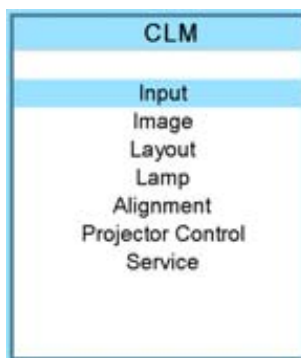 CLM
Input
Image
Layout
Lamp
Alignment
Projector Control
Service